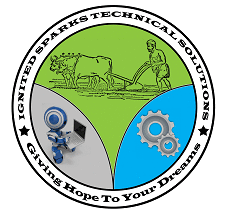 IGNITED SPARKS TECHNICAL SOLUTIONS
Giving Hope To Your Dreams